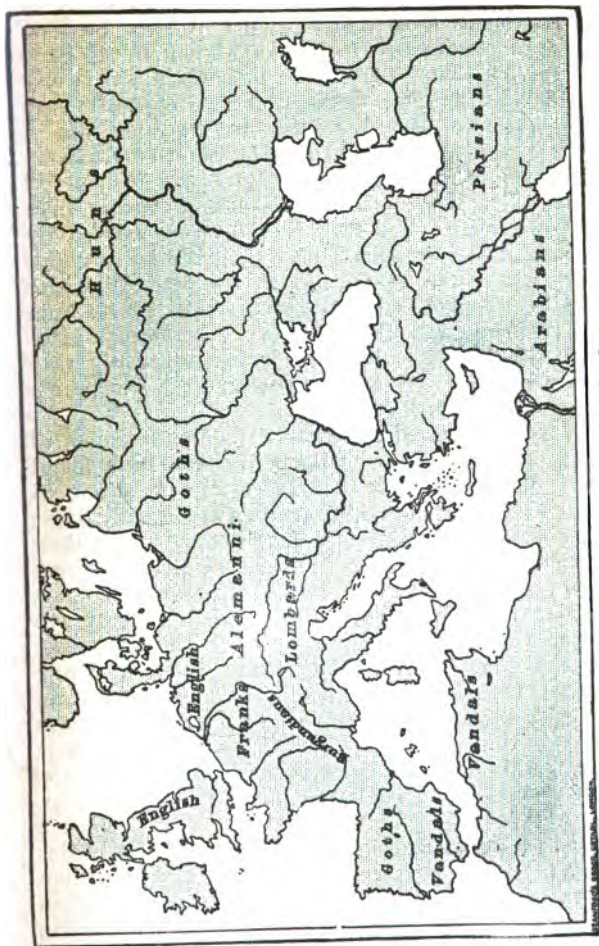 Huns
Goths
English
English
Alemanni
Franks
Lombards
Burgundians
Persians
Goths
Vandals
Vandals
Arabians